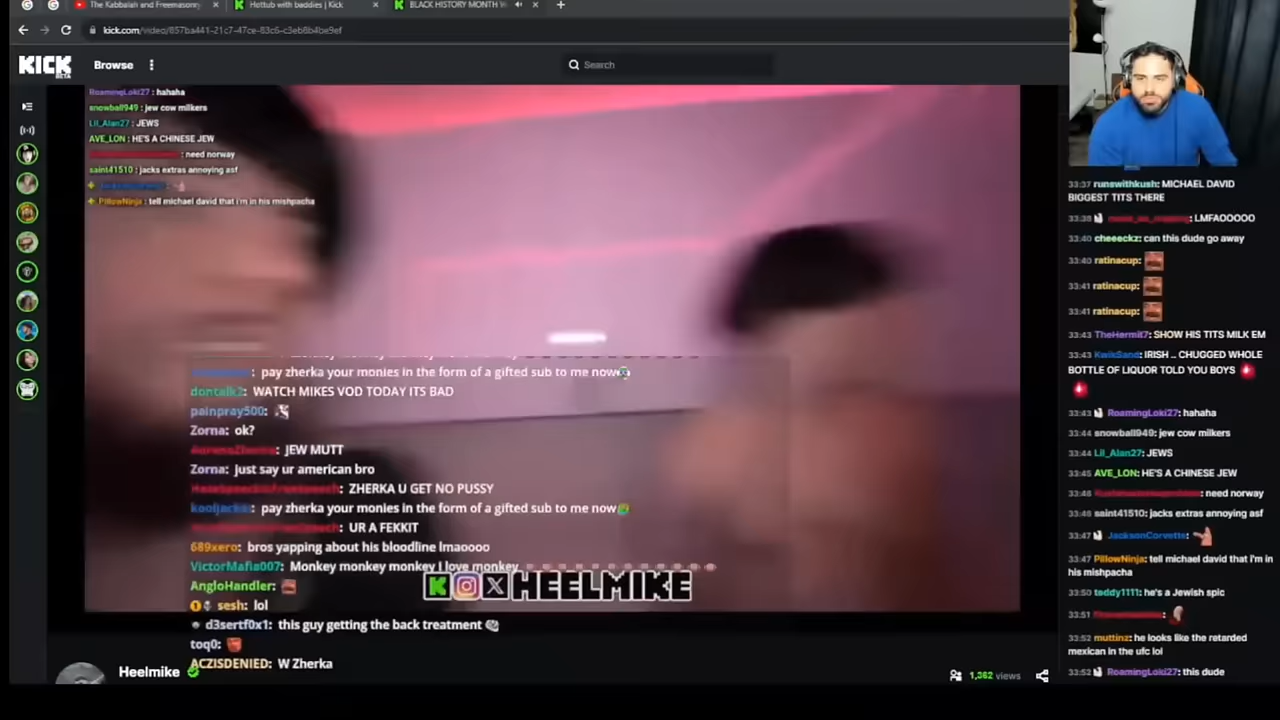 The Kabbalah and Freemasonry
Hottub with baddies | Kick
BLACK HISTORY MONTH
kick.com/video/857ba441-21c7-47ce-83c6-c3eb8b4be9ef
KICK
BETA
Browse
Search
RoamingLoki27: hahaha
snowball949: jew cow milkers
Lil_Alan27: JEWS
AVE_LON: HE'S A CHINESE JEW
: need norway
saint41510: jacks extras annoying asf
PillowNinja: tell michael david that i'm in his mishpacha
pay zherka your monies in the form of a gifted sub to me now
dontalk2: WATCH MIKES VOD TODAY ITS BAD
painpray500:
Zorna: ok?
: JEW MUTT
Zorna: just say ur american bro
: ZHERKA U GET NO PUSSY
kooljacks: pay zherka your monies in the form of a gifted sub to me now
: UR A FEKKIT
689xero: bros yapping about his bloodline lmaoooo
VictorMafia007: Monkey monkey monkey I love monkey
AngloHandler:
sesh: lol
d3sertf0x1: this guy getting the back treatment
toq0:
ACZISDENIED: W Zherka
K HEELMIKE
Heelmike
1,362 views
33:37 runswithkush: MICHAEL DAVID
BIGGEST TITS THERE
33:38 : LMFAOOOOO
33:40 cheeeckz: can this dude go away
33:40 ratinacup:
33:41 ratinacup:
33:41 ratinacup:
33:43 TheHermit7: SHOW HIS TITS MILK EM
33:43 KwikSand: IRISH .. CHUGGED WHOLE
BOTTLE OF LIQUOR TOLD YOU BOYS
33:43 RoamingLoki27: hahaha
33:44 snowball949: jew cow milkers
33:44 Lil_Alan27: JEWS
33:45 AVE_LON: HE'S A CHINESE JEW
33:46 : need norway
33:46 saint41510: jacks extras annoying asf
33:47 JacksonCorvette:
33:47 PillowNinja: tell michael david that i'm in
his mishpacha
33:50 teddy1111: he's a Jewish spic
33:51
33:52 muttinz: he looks like the retarded
mexican in the ufc lol
33:52 RoamingLoki27: this dude